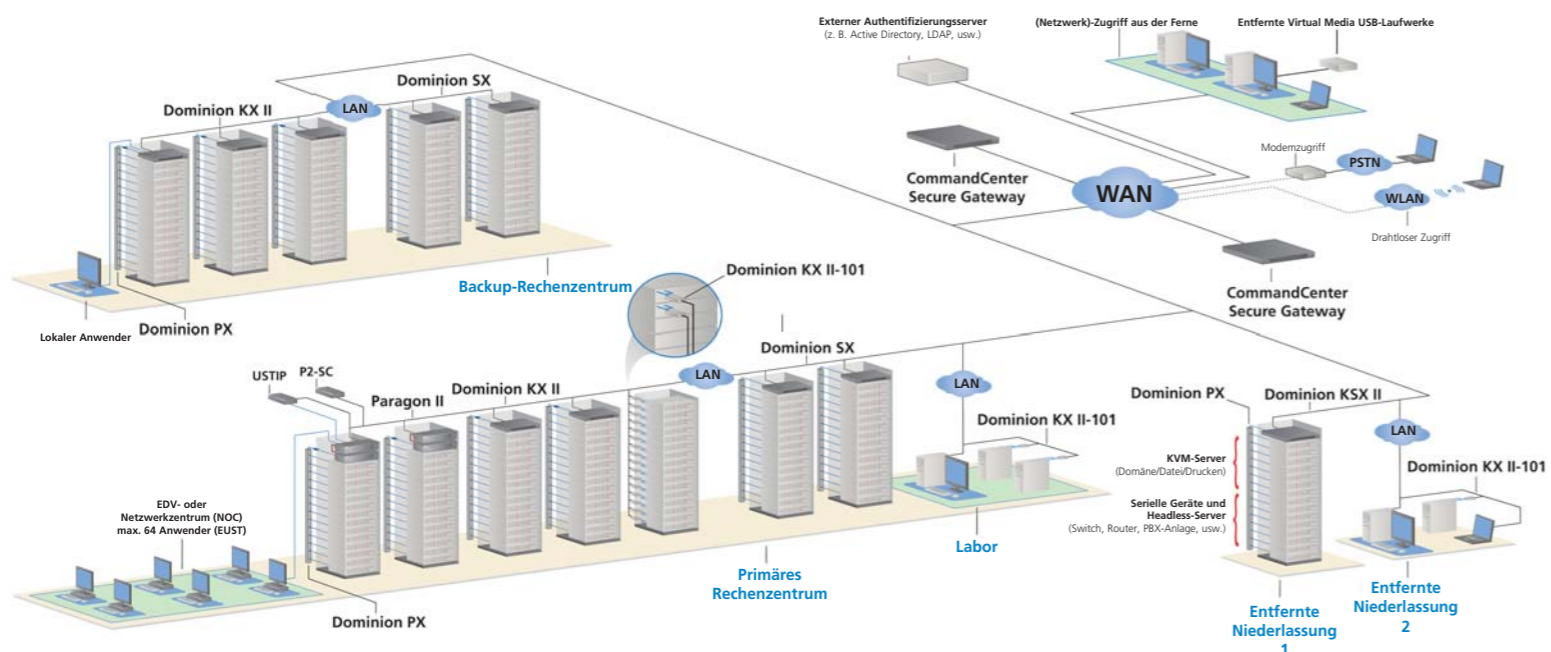 Externer Authentifizierungsserver
(z. B. Active Directory, LDAP, usw.)
(Netzwerk)-Zugriff aus der Ferne
Entfernte Virtual Media USB-Laufwerke
Dominion SX
LAN
Dominion KX II
Modemzugriff
PSTN
CommandCenter
Secure Gateway
WAN
WLAN
Drahtloser Zugriff
CommandCenter
Secure Gateway
Backup-Rechenzentrum
Dominion KX II-101
Lokaler Anwender
Dominion PX
Dominion SX
LAN
USTIP
P2-SC
Paragon II
Dominion KX II
LAN
Dominion KX II-101
Dominion PX
Dominion KSX II
LAN
Dominion KX II-101
KVM-Server
(Domäne/Datei/Drucken)
Serielle Geräte und
Headless-Server
(Switch, Router, PBX-Anlage, usw.)
EDV- oder
Netzwerkzentrum (NOC)
max. 64 Anwender (EUST)
Labor
Primäres
Rechenzentrum
Dominion PX
Entfernte
Niederlassung
1
Entfernte
Niederlassung
2